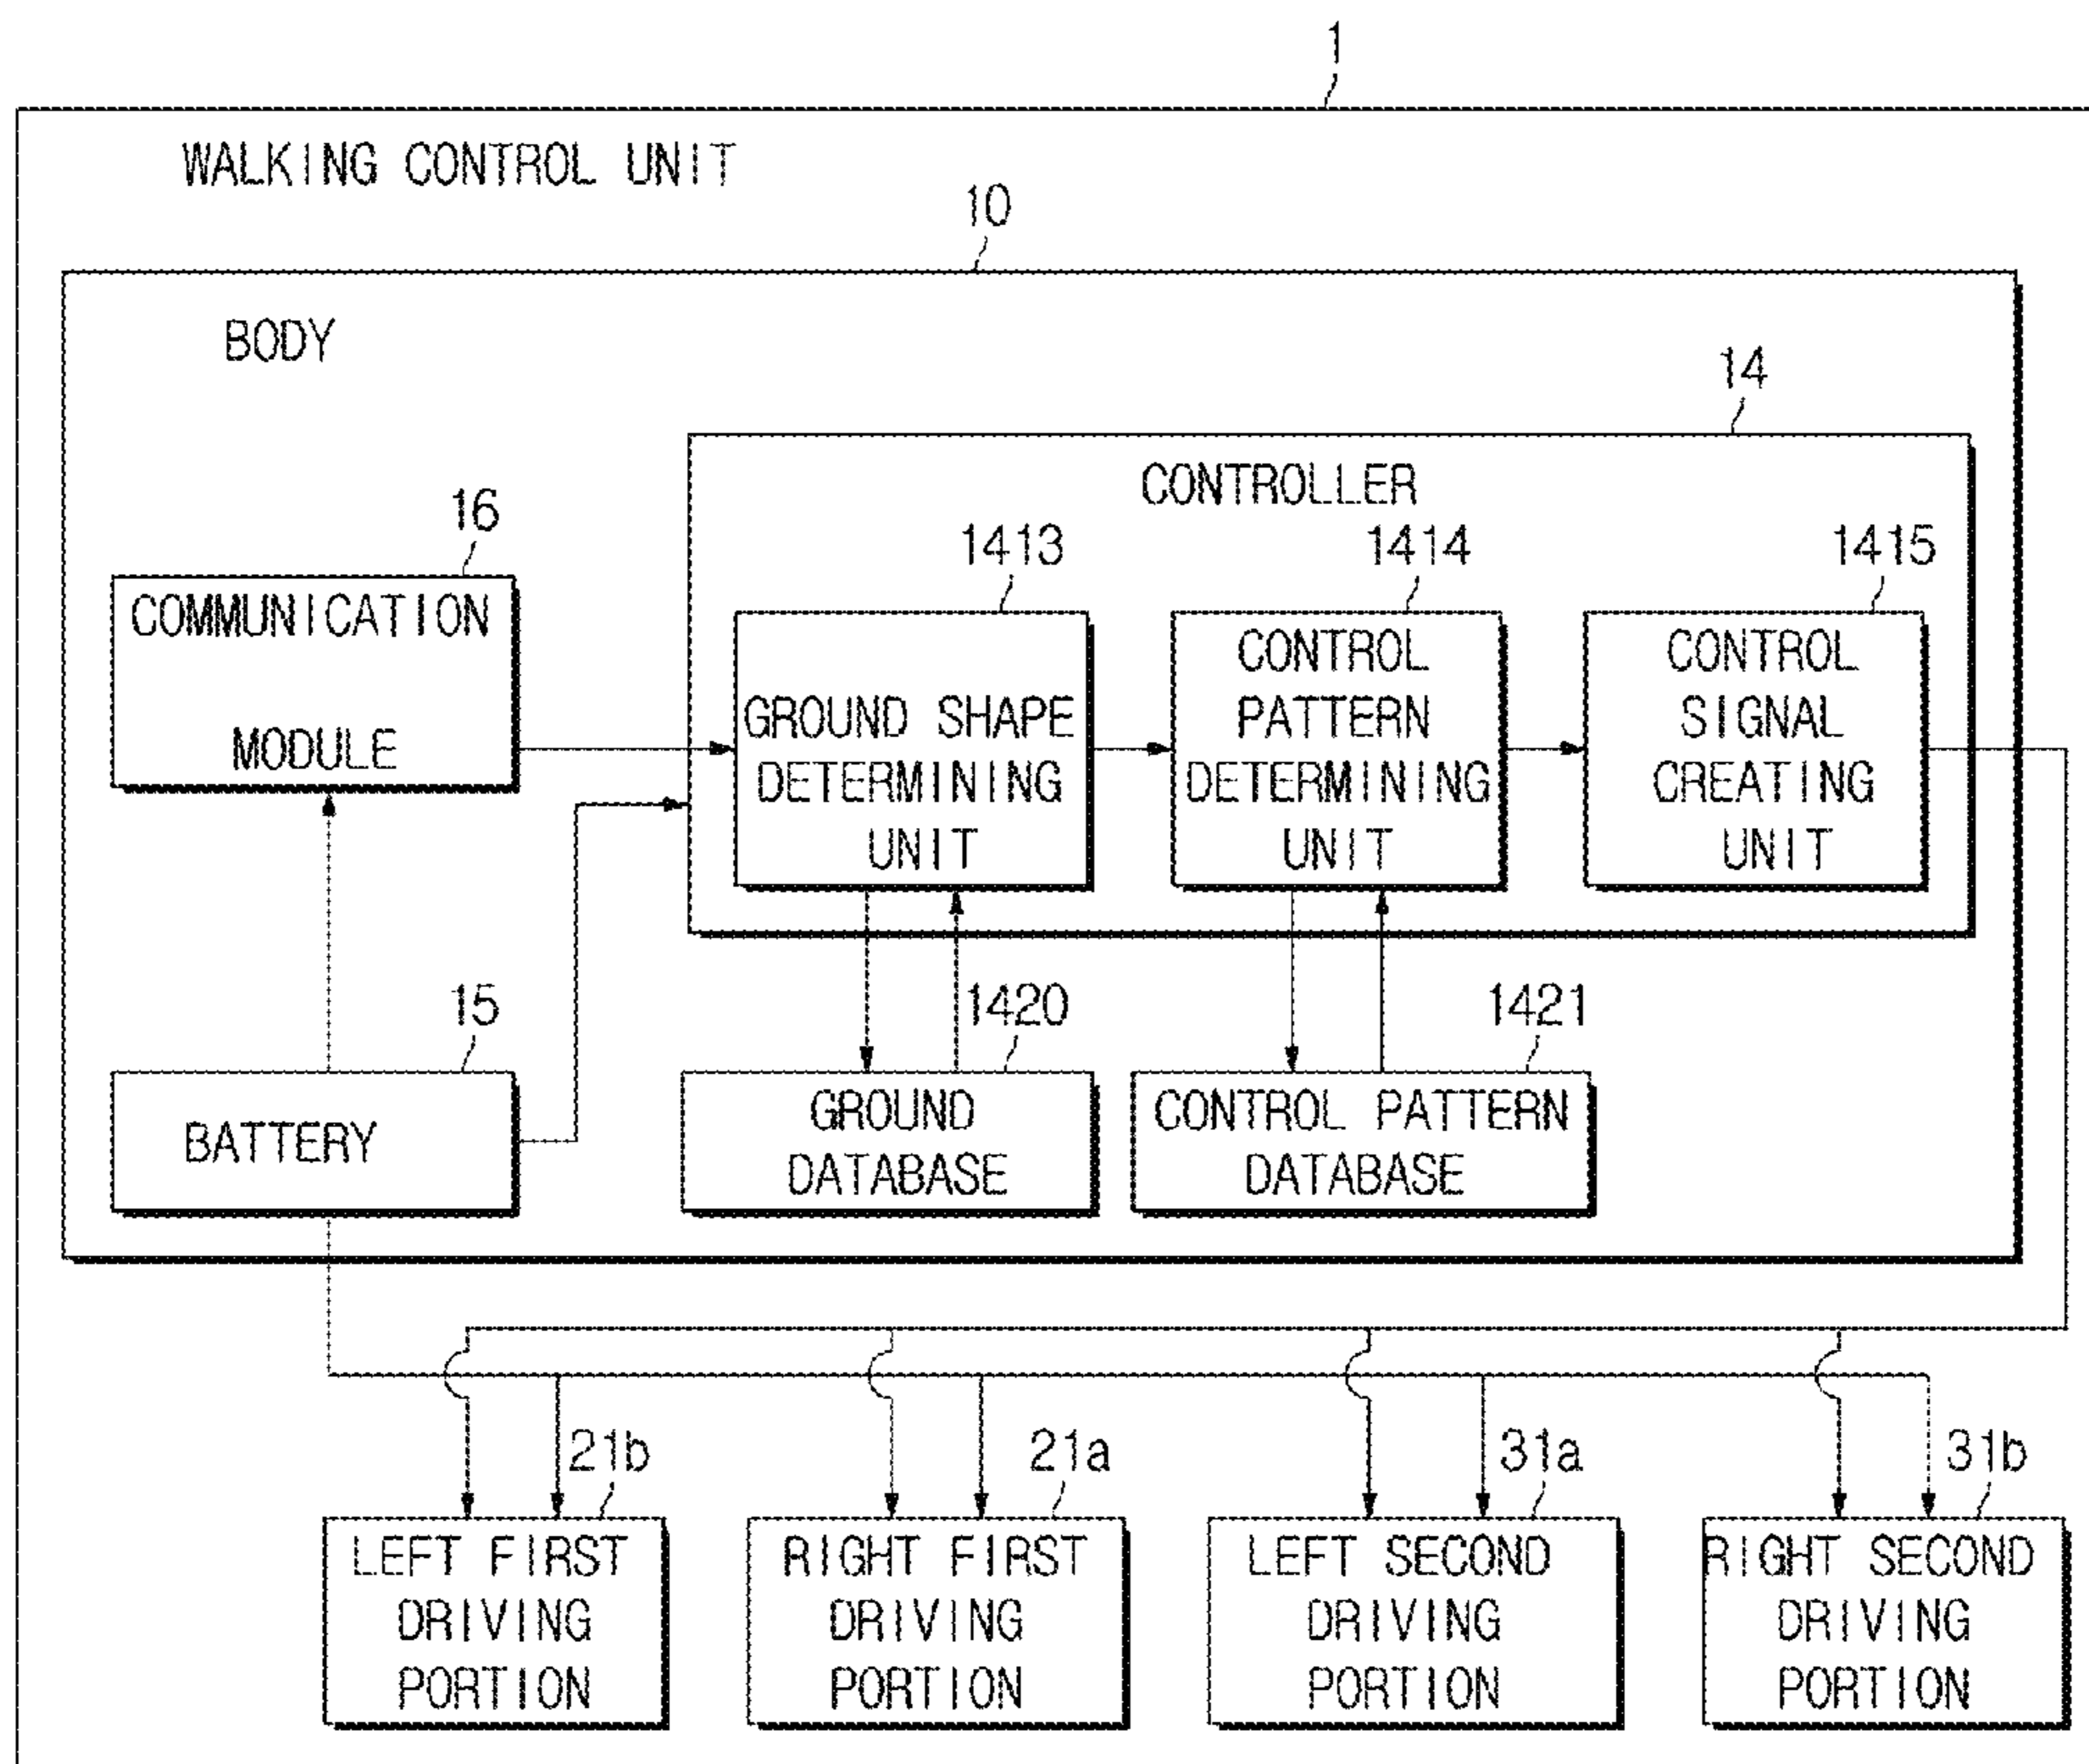 1
WALKING CONTROL UNIT
10
BODY
14
CONTROLLER
16
COMMUNICATION
MODULE
1413
GROUND SHAPE
DETERMINING
UNIT
1414
CONTROL
PATTERN
DETERMINING
UNIT
1415
CONTROL
SIGNAL
CREATING
UNIT
15
BATTERY
1420
GROUND
DATABASE
1421
CONTROL PATTERN
DATABASE
21b
LEFT FIRST
DRIVING
PORTION
21a
RIGHT FIRST
DRIVING
PORTION
31a
LEFT SECOND
DRIVING
PORTION
31b
RIGHT SECOND
DRIVING
PORTION